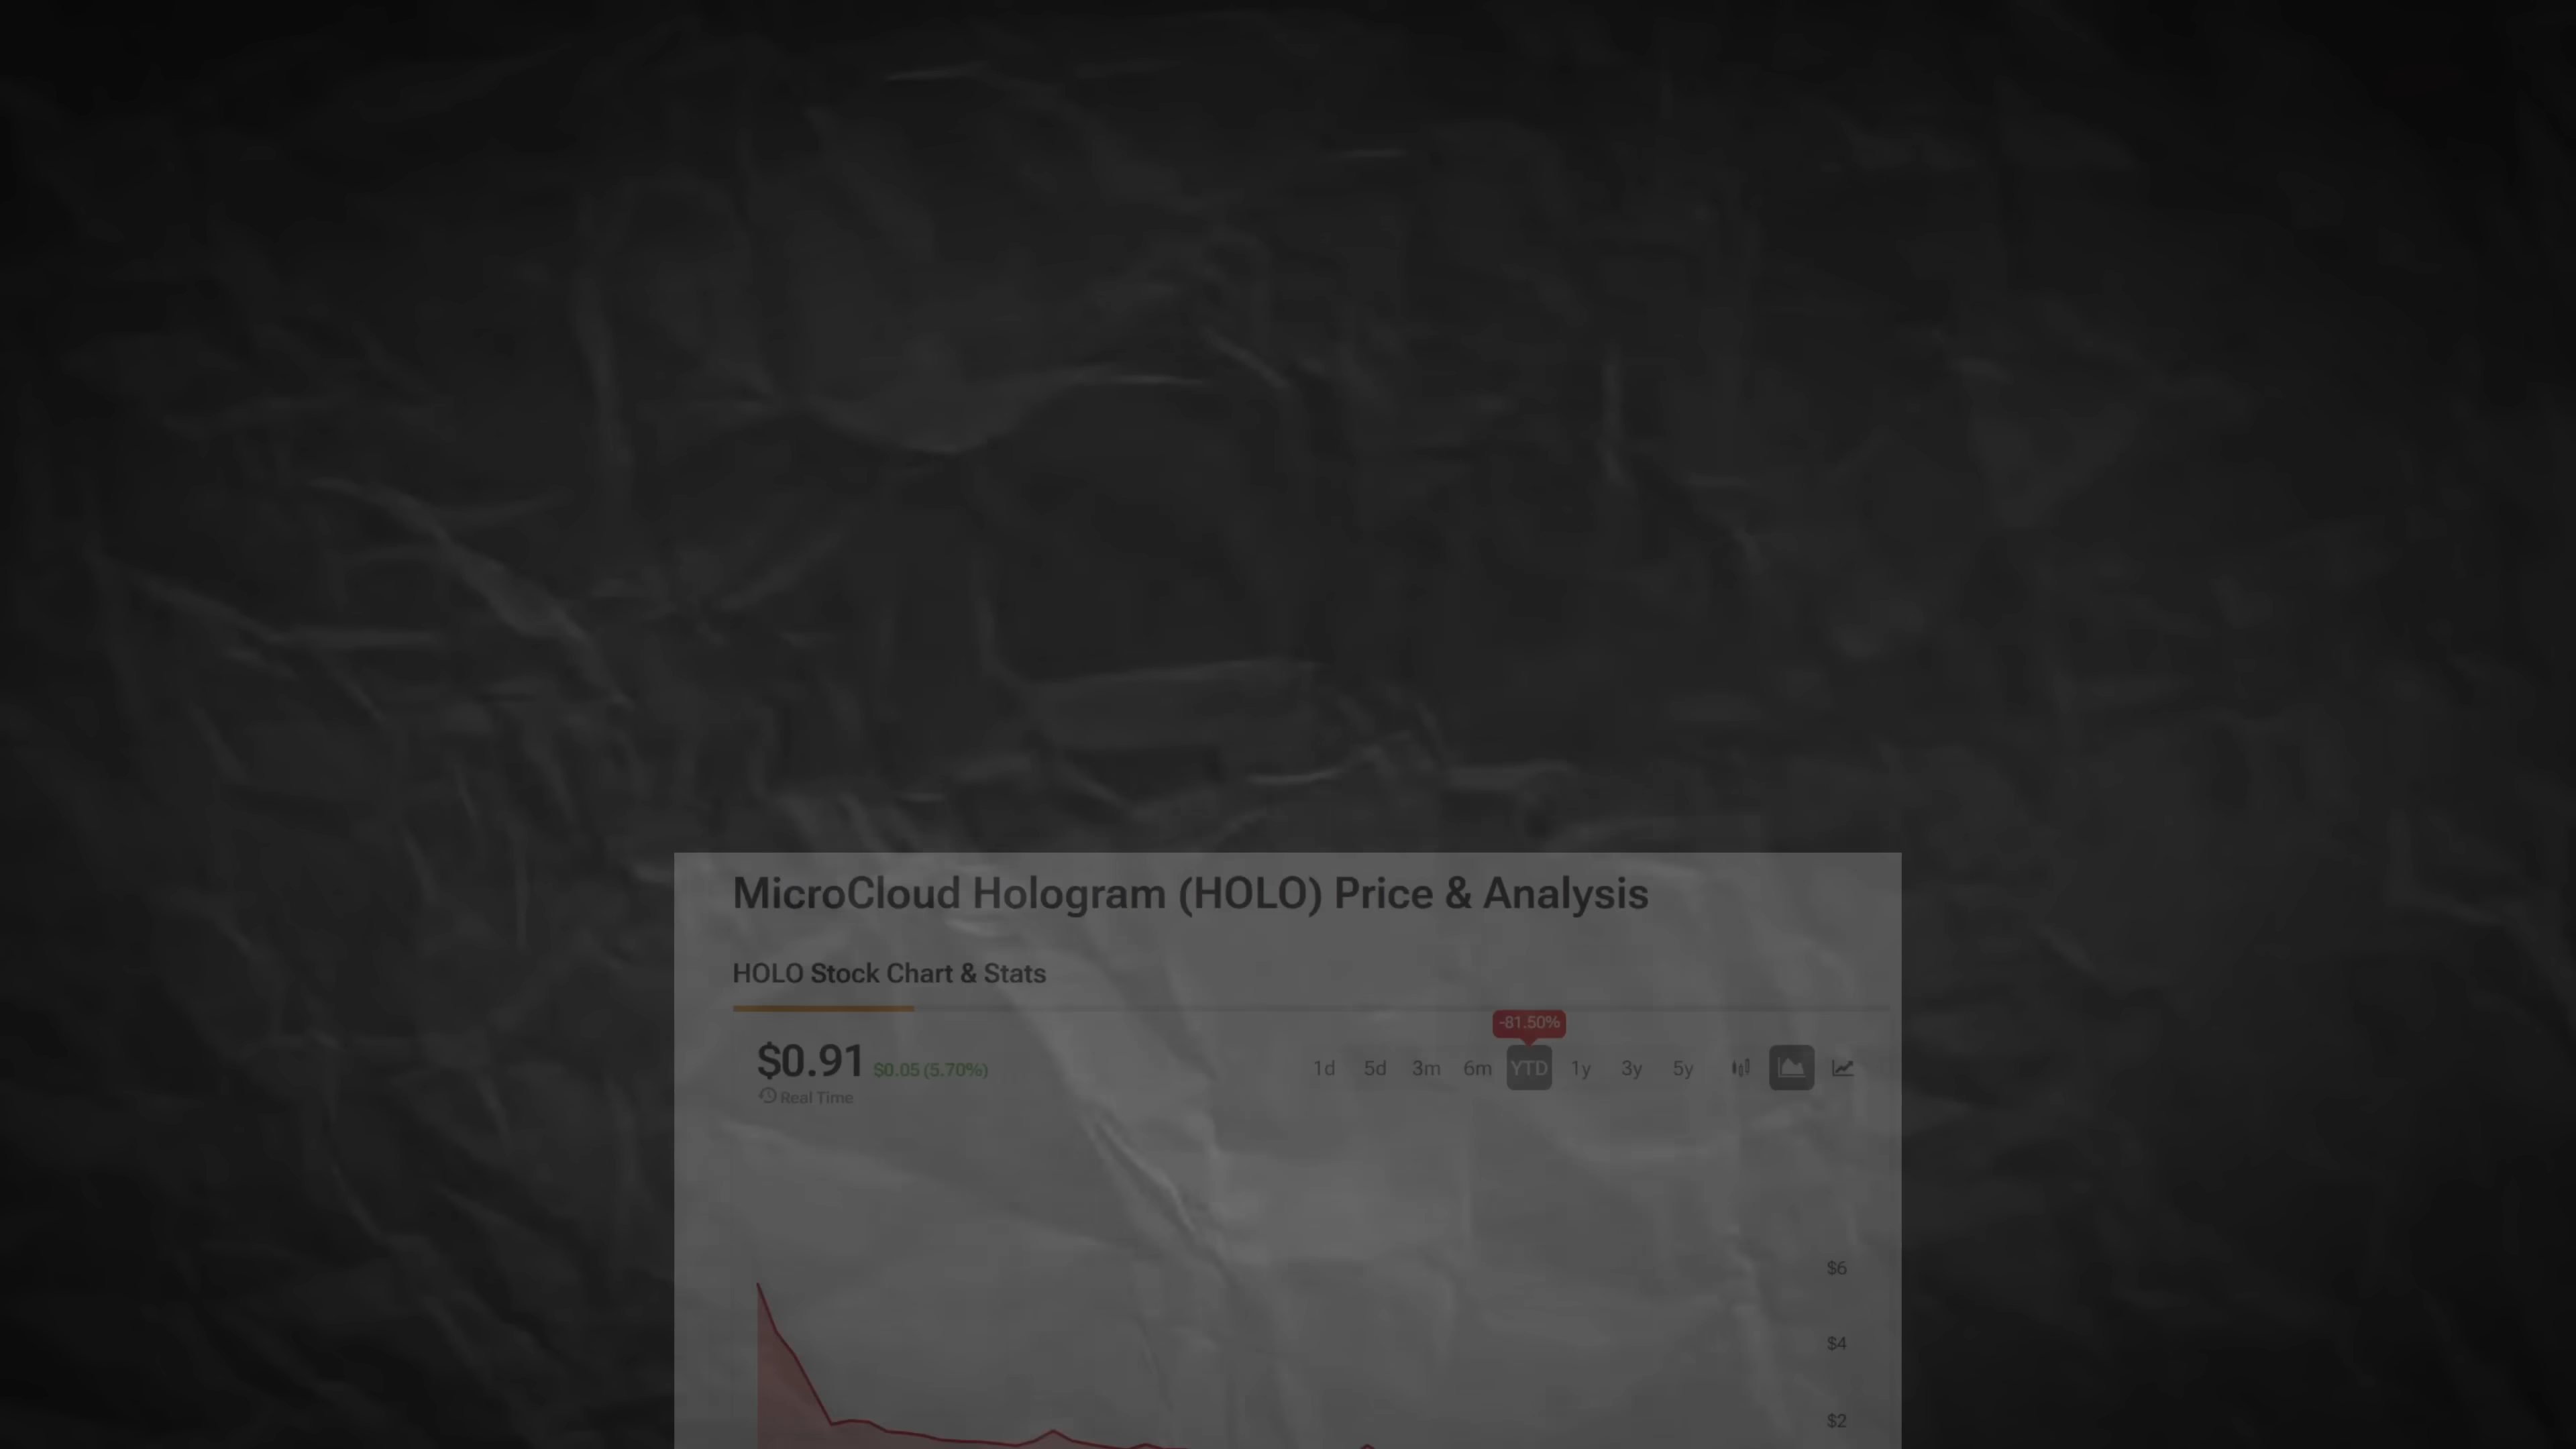 MicroCloud Hologram (HOLO) Price & Analysis
HOLO Stock Chart & Stats
-81.50%
$0.91 $0.05 (5.70%)
1d 5d 3m 6m YTD 1y 3y 5y
Real Time
$6
$4
$2